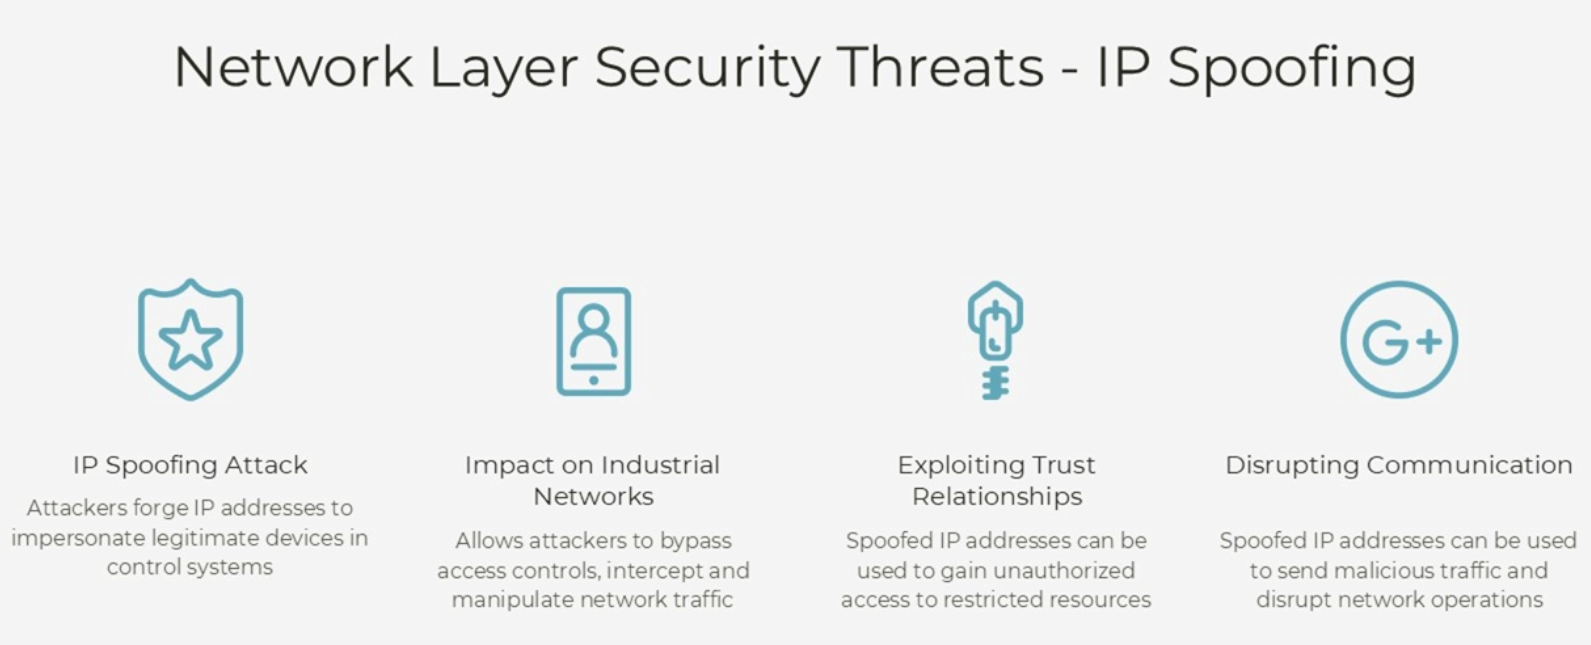 Network Layer Security Threats - IP Spoofing
G+
IP Spoofing Attack
Attackers forge IP addresses to
impersonate legitimate devices in
control systems
Impact on Industrial
Networks
Allows attackers to bypass
access controls, intercept and
manipulate network traffic
Exploiting Trust
Relationships
Spoofed IP addresses can be
used to gain unauthorized
access to restricted resources
Disrupting Communication
Spoofed IP addresses can be used
to send malicious traffic and
disrupt network operations